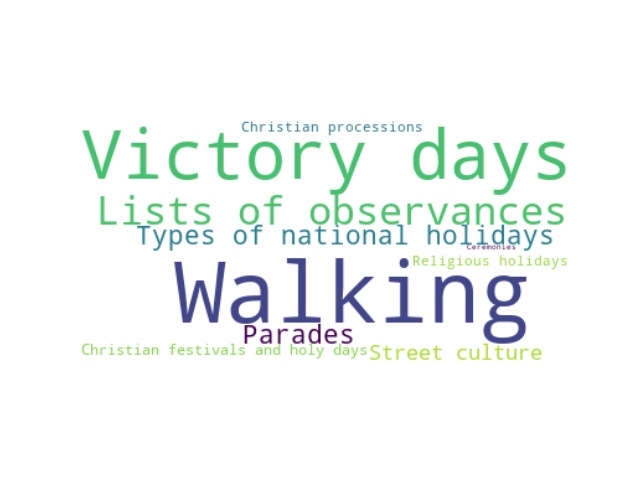 Christian processions
Victory days
Lists of observances
Types of national holidays
Ceremonies
Religious holidays
Walking
Parades
Christian festivals and holy days
Street culture